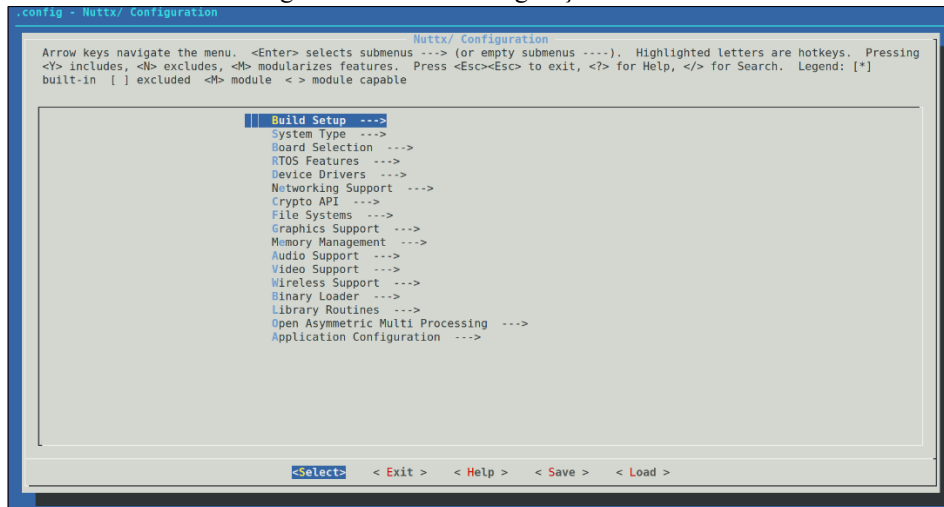 .config - Nuttx/ Configuration
Nuttx/ Configuration
Arrow keys navigate the menu. <Enter> selects submenus ---> (or empty submenus ----). Highlighted letters are hotkeys. Pressing
<Y> includes, <N> excludes, <M> modularizes features. Press <Esc><Esc> to exit, <?> for Help, </> for Search. Legend: [*]
built-in [ ] excluded <M> module < > module capable
Build Setup --->
System Type --->
Board Selection --->
RTOS Features --->
Device Drivers --->
Networking Support --->
Crypto API --->
File Systems --->
Graphics Support --->
Memory Management --->
Audio Support --->
Video Support --->
Wireless Support --->
Binary Loader --->
Library Routines --->
Open Asymmetric Multi Processing --->
Application Configuration --->
<Select> < Exit > < Help > < Save > < Load >